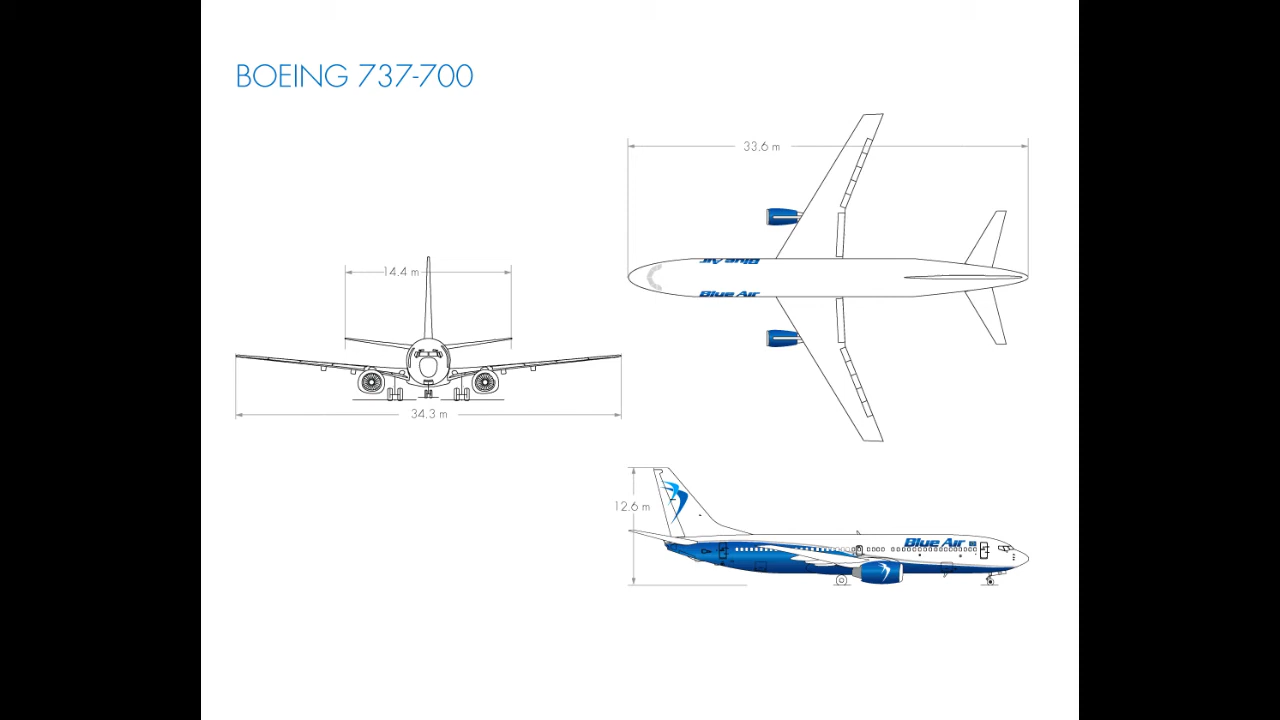 BOEING 737-700
33.6 m
Blue Air
Blue Air
14.4 m
34.3 m
12.6 m
Blue Air